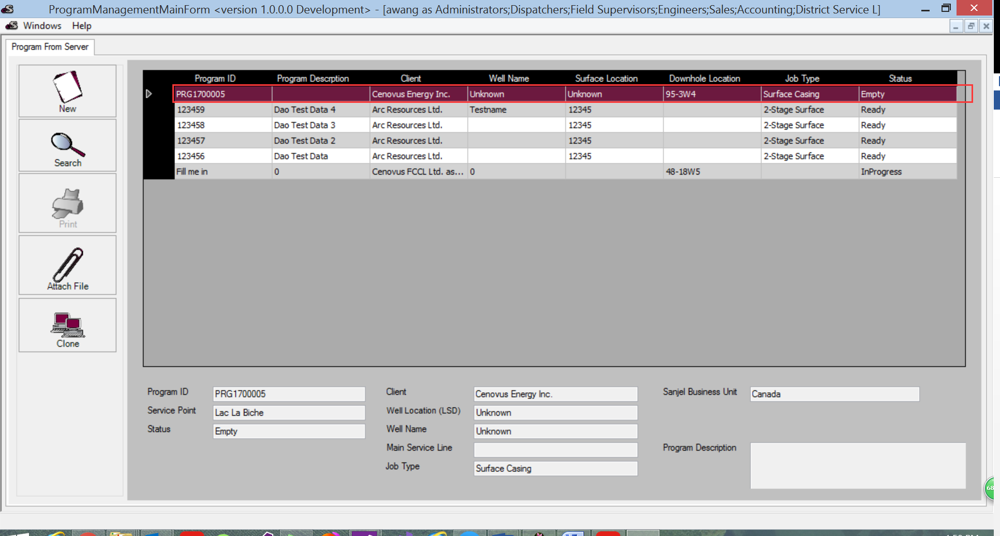 ProgramManagementMainForm <version 1.0.0.0 Development> - [awang as Administrators;Dispatchers;Field Supervisors;Engineers;Sales;Accounting;District Service L]
Windows Help
Program From Server
New
Search
Print
Attach File
Clone
Program ID Program Descrption Client Well Name Surface Location Downhole Location Job Type Status
PRG1700005 Cenovus Energy Inc. Unknown Unknown 95-3W4 Surface Casing Empty
123459 Dao Test Data 4 Arc Resources Ltd. Testname 12345 2-Stage Surface Ready
123458 Dao Test Data 3 Arc Resources Ltd. 12345 2-Stage Surface Ready
123457 Dao Test Data 2 Arc Resources Ltd. 12345 2-Stage Surface Ready
123456 Dao Test Data Arc Resources Ltd. 12345 2-Stage Surface Ready
Fill me in 0 Cenovus FCCL Ltd. as... 0 48-18W5 InProgress
Program ID PRG1700005 Client Cenovus Energy Inc. Sanjel Business Unit Canada
Service Point Lac La Biche Well Location (LSD) Unknown
Status Empty Well Name Unknown
Main Service Line Program Description
Job Type Surface Casing
68